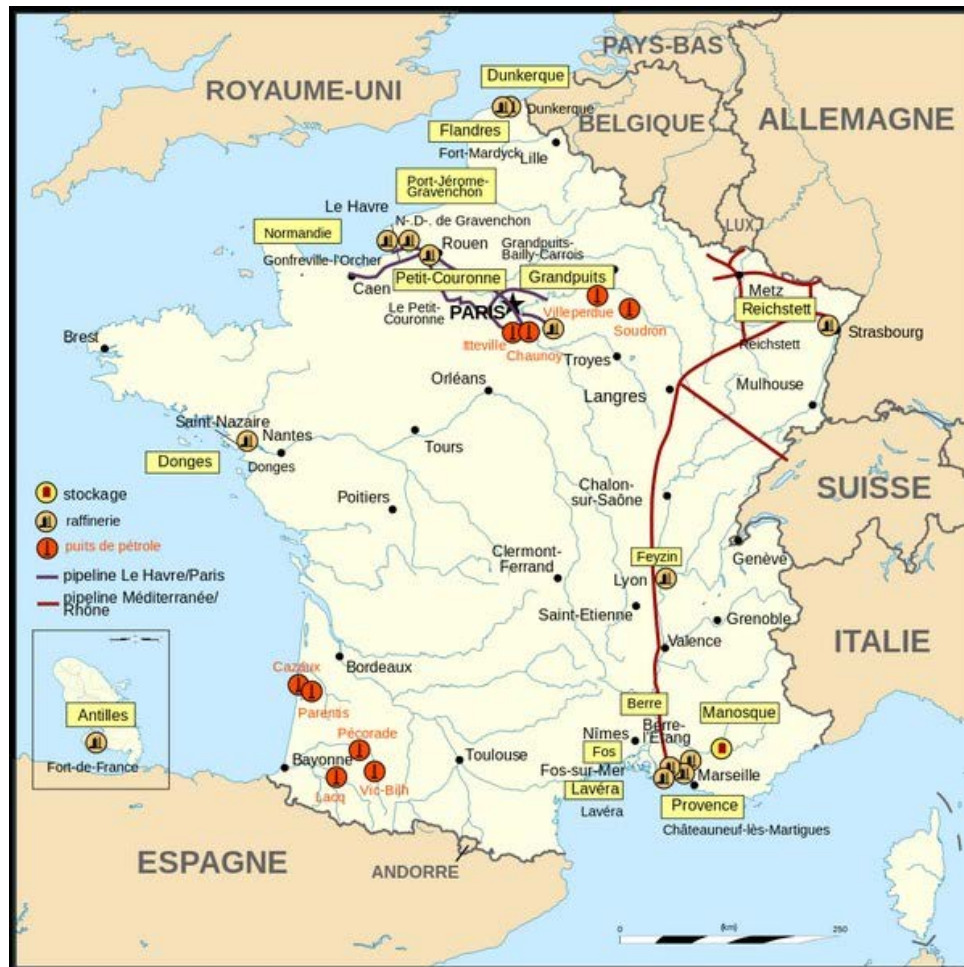 PAYS-BAS
ROYAUME-UNI
Dunkerque
ALLEMAGNE
Dunkerque
BELGIQUE
Flandres
Fort-Mardyck
Lille
Port-Jérome-
Gravenchon
Le Havre
N-.D-. de Gravenchon
LUX.
Normandie
Rouen
Grandpuits-
Bailly-Carrois
Gonfreville-l'Orcher
Petit-Couronne
Grandpuits
Caen
Metz
Le Petit-
Couronne
PARIS
Villeperdue
Reichstett
Soudron
Strasbourg
Brest
Itteville
Chaunoy
Reichstett
Troyes
Orléans
Langres
Mulhouse
Saint-Nazaire
Nantes
Tours
Donges
Donges
SUISSE
stockage
Poitiers
Chalon-
sur-Saône
raffinerie
puits de pétrole
Clermont-
Ferrand
Feyzin
Genève
pipeline Le Havre/Paris
Lyon
pipeline Méditerranée/
Rhône
Saint-Etienne
Grenoble
ITALIE
Valence
Bordeaux
Cazaux
Parentis
Antilles
Fort-de-France
Berre
Manosque
Pécorade
Nîmes
Berre-
l'Etang
Bayonne
Toulouse
Fos
Fos-sur-Mer
Marseille
Lacq
Vic-Bilh
Lavéra
Provence
Lavéra
Châteauneuf-lès-Martigues
ESPAGNE
ANDORRE
0 (km) 250